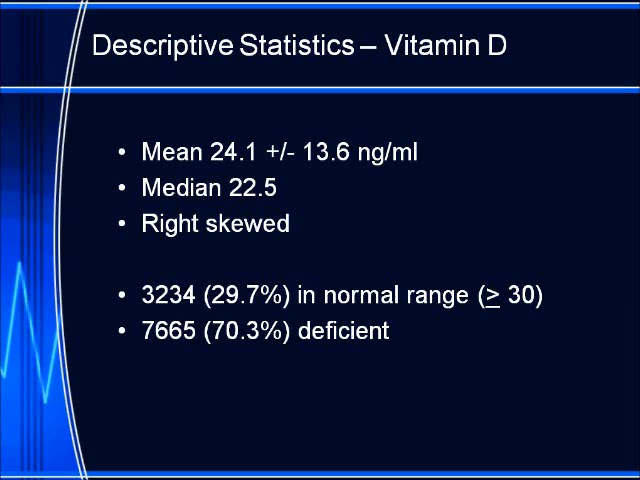 Descriptive Statistics – Vitamin D
• Mean 24.1 +/- 13.6 ng/ml
• Median 22.5
• Right skewed
• 3234 (29.7%) in normal range (≥ 30)
• 7665 (70.3%) deficient